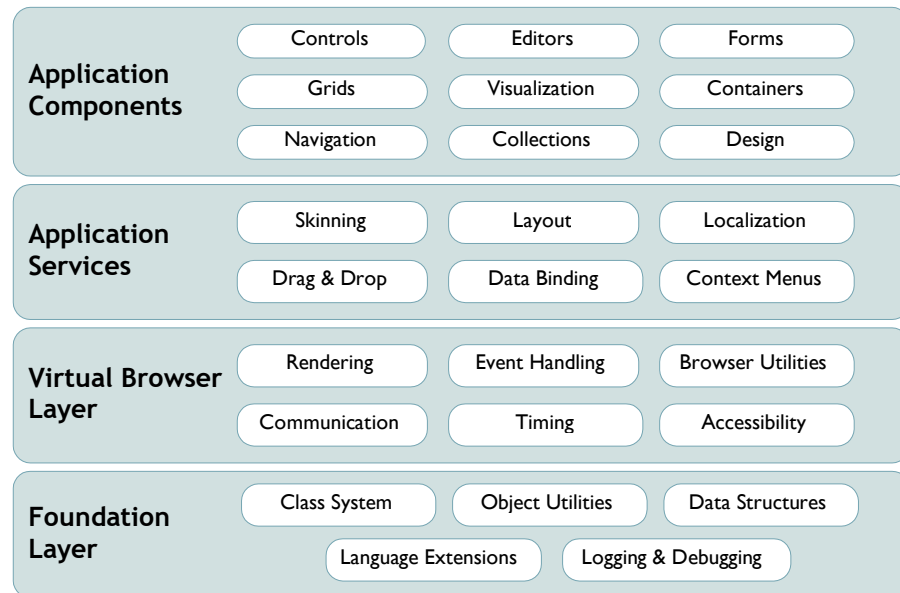 Application
Components
Controls
Editors
Forms
Grids
Visualization
Containers
Navigation
Collections
Design
Application
Services
Skinning
Layout
Localization
Drag & Drop
Data Binding
Context Menus
Virtual Browser
Layer
Rendering
Event Handling
Browser Utilities
Communication
Timing
Accessibility
Foundation
Layer
Class System
Object Utilities
Data Structures
Language Extensions
Logging & Debugging